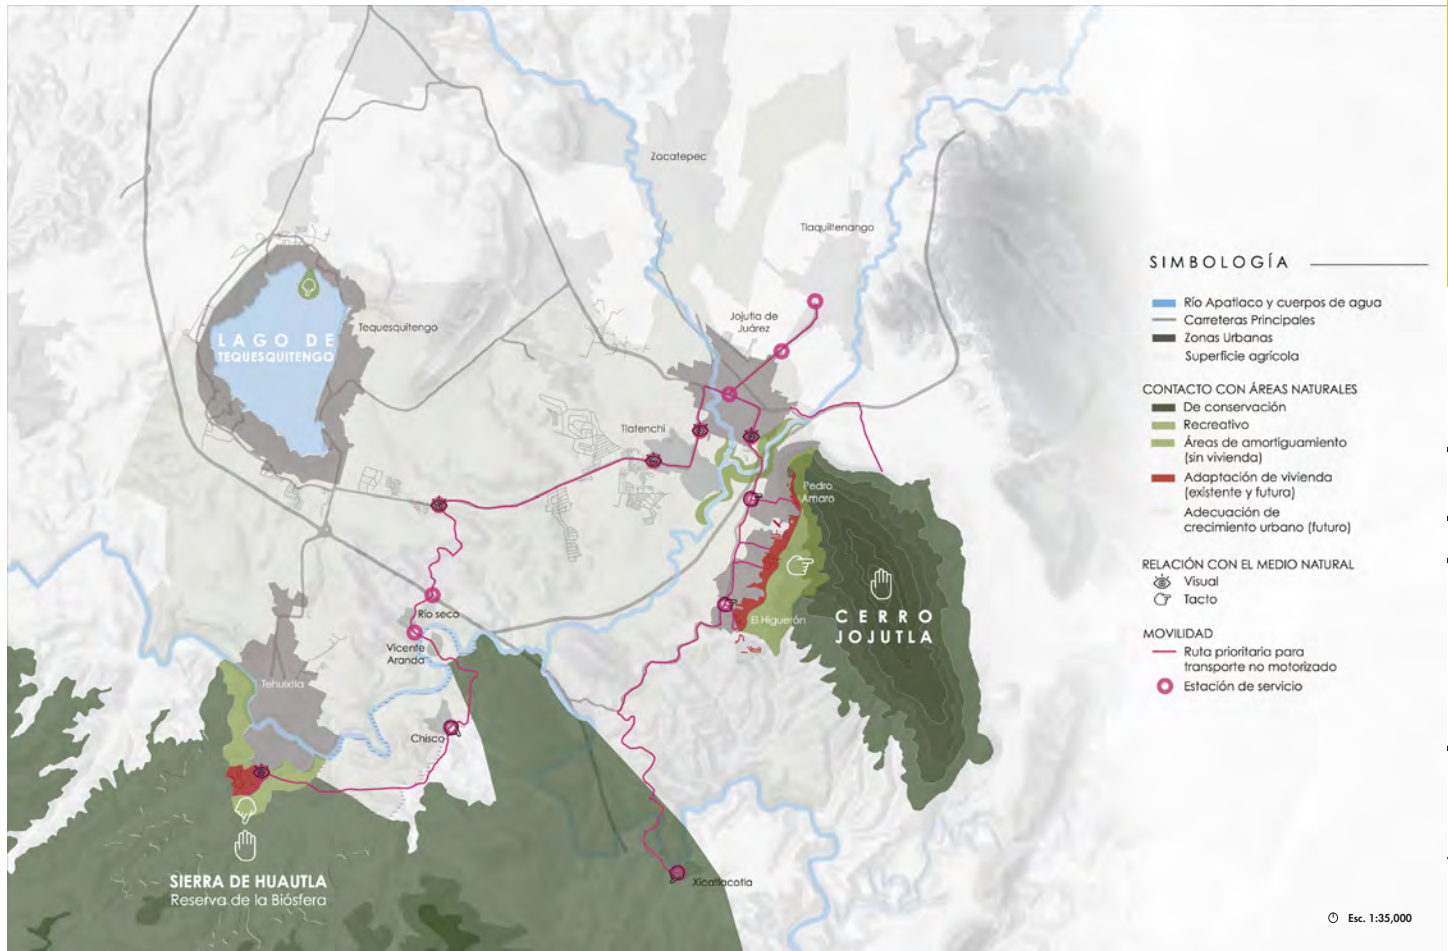 Zacatepec
Tlaquiltenango
Jojutla de
Juárez
Tequesquitengo
LAGO DE
TEQUESQUITENGO
Tlatenchi
Pedro
Amaro
CERRO
JOJUTLA
El Higuerón
Río seco
Vicente
Aranda
Tehuixtla
Chisco
Xicatlacotla
SIERRA DE HUAUTLA
Reserva de la Biósfera
SIMBOLOGÍA
Río Apatlaco y cuerpos de agua
Carreteras Principales
Zonas Urbanas
Superficie agrícola
CONTACTO CON ÁREAS NATURALES
De conservación
Recreativo
Áreas de amortiguamiento
(sin vivienda)
Adaptación de vivienda
(existente y futura)
Adecuación de
crecimiento urbano (futuro)
RELACIÓN CON EL MEDIO NATURAL
Visual
Tacto
MOVILIDAD
Ruta prioritaria para
transporte no motorizado
Estación de servicio
Esc. 1:35,000